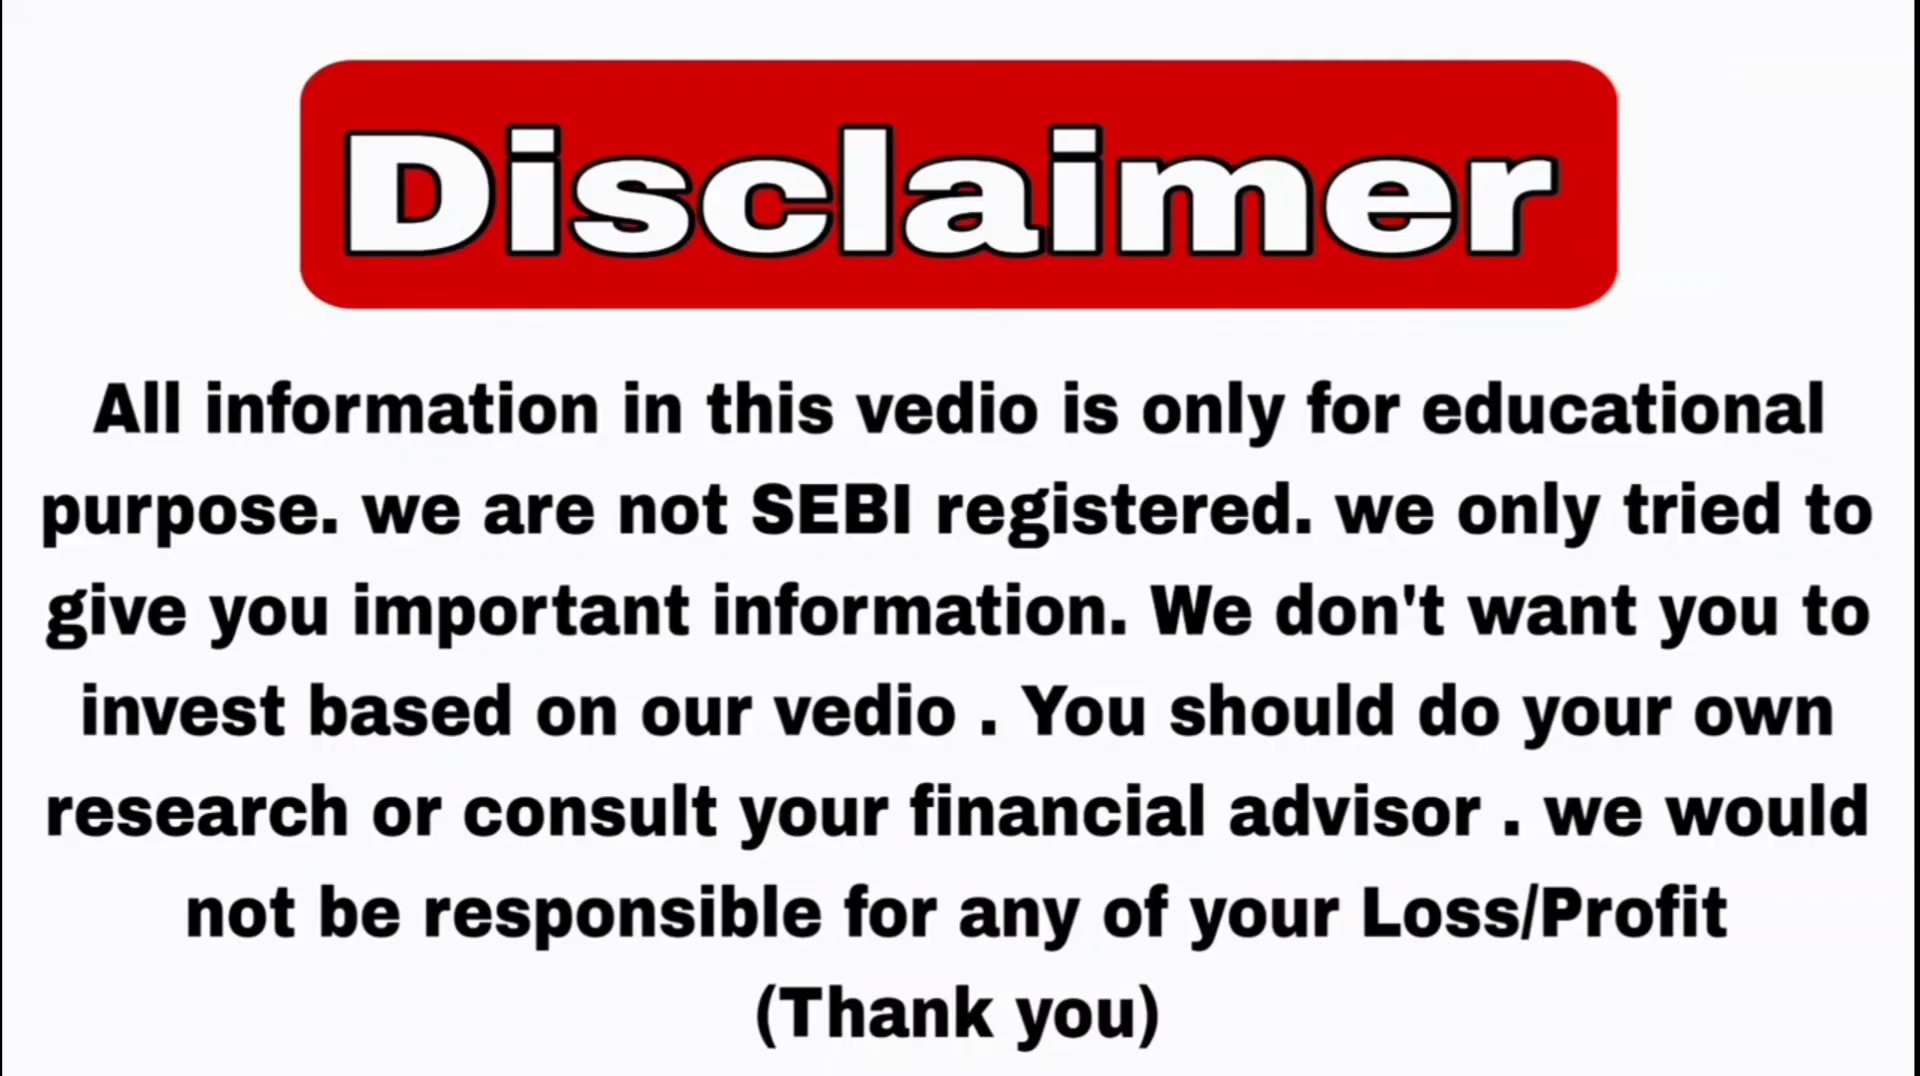 Disclaimer
All information in this vedio is only for educational
purpose. we are not SEBI registered. we only tried to
give you important information. We don't want you to
invest based on our vedio . You should do your own
research or consult your financial advisor . we would
not be responsible for any of your Loss/Profit
(Thank you)